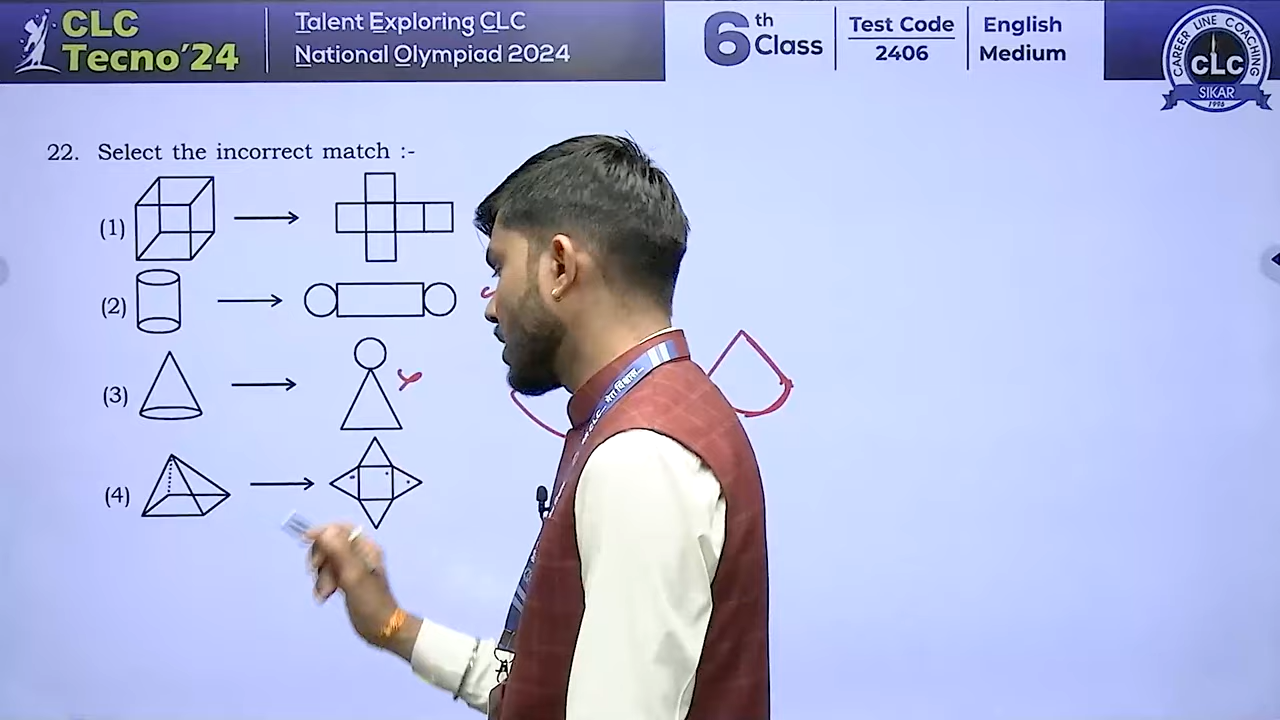 CLC
Tecno'24
Talent Exploring CLC
National Olympiad 2024
6th Class
Test Code
2406
English
Medium
CAREER LINE COACHING
CLC
SIKAR
1996
22. Select the incorrect match :-
(1)
(2)
(3)
(4)